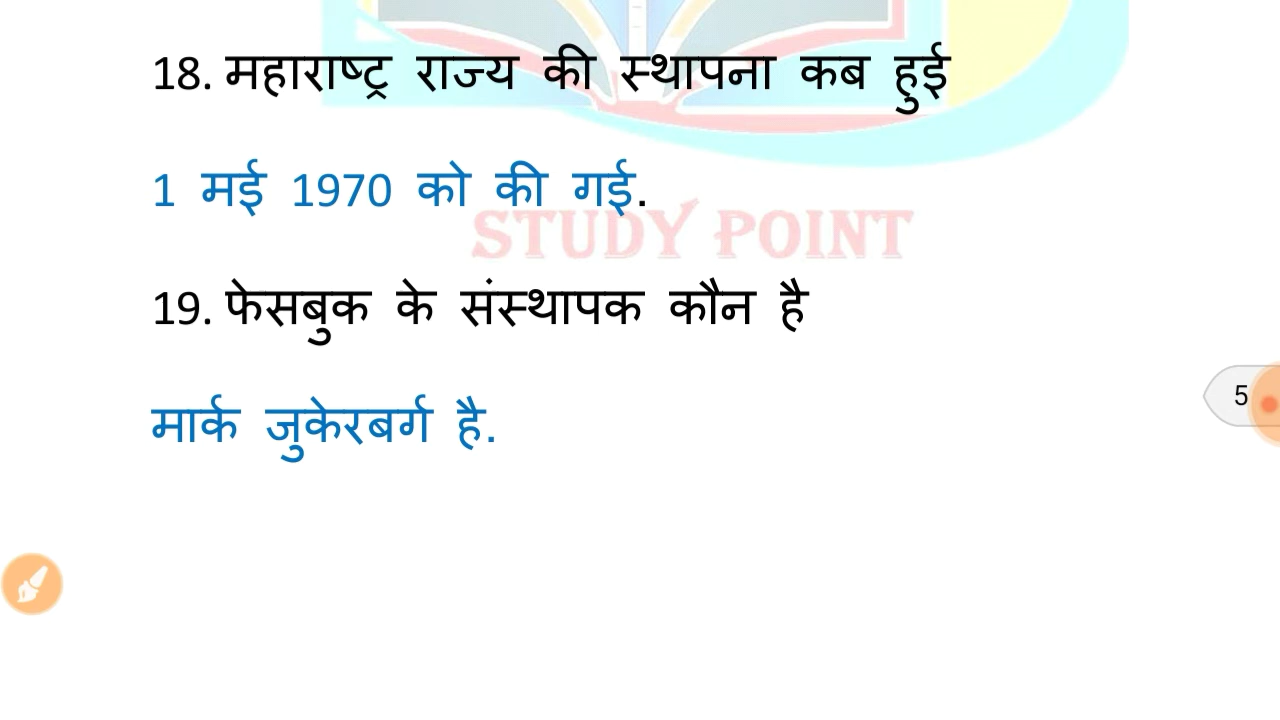 18. महाराष्ट्र राज्य की स्थापना कब हुई
1 मई 1970 को की गई.
STUDY POINT
19. फेसबुक के संस्थापक कौन है
5
मार्क जुकेरबर्ग है.